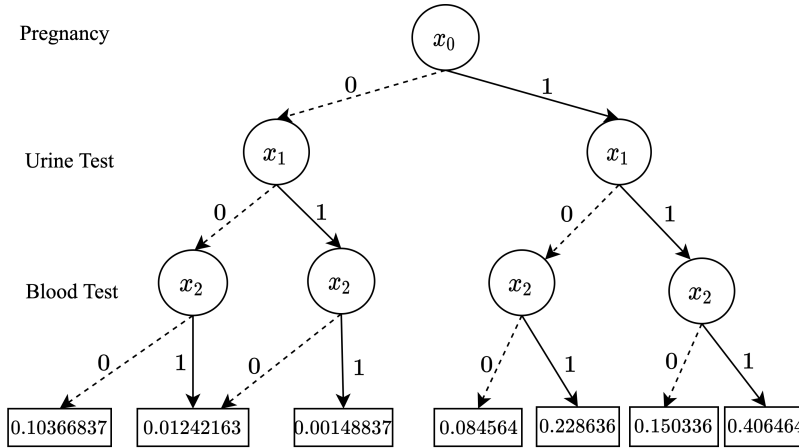 Pregnancy
x0
0
1
Urine Test
x1
x1
0
1
0
1
Blood Test
x2
x2
x2
x2
0
1
0
1
0
1
0
1
0.10366837
0.01242163
0.00148837
0.084564
0.228636
0.150336
0.406464